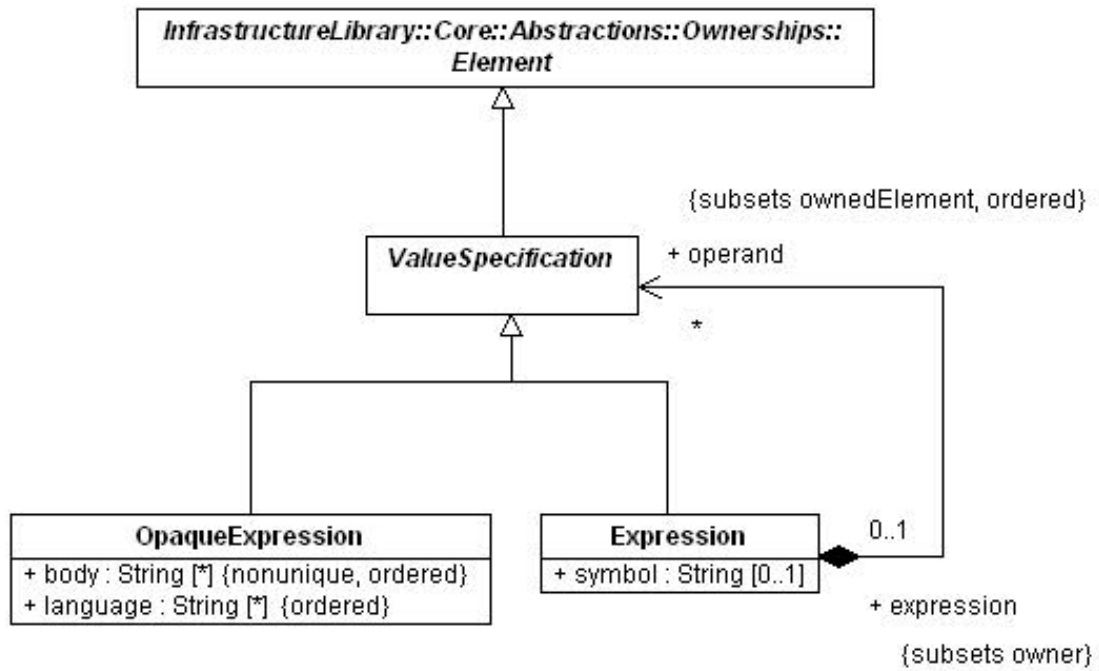 InfrastructureLibrary::Core::Abstractions::Ownerships::
Element
{subsets ownedElement, ordered}
ValueSpecification
+ operand
*
OpaqueExpression
+ body : String [*] {nonunique, ordered}
+ language : String [*] {ordered}
Expression
+ symbol : String [0..1]
0..1
+ expression
{subsets owner}